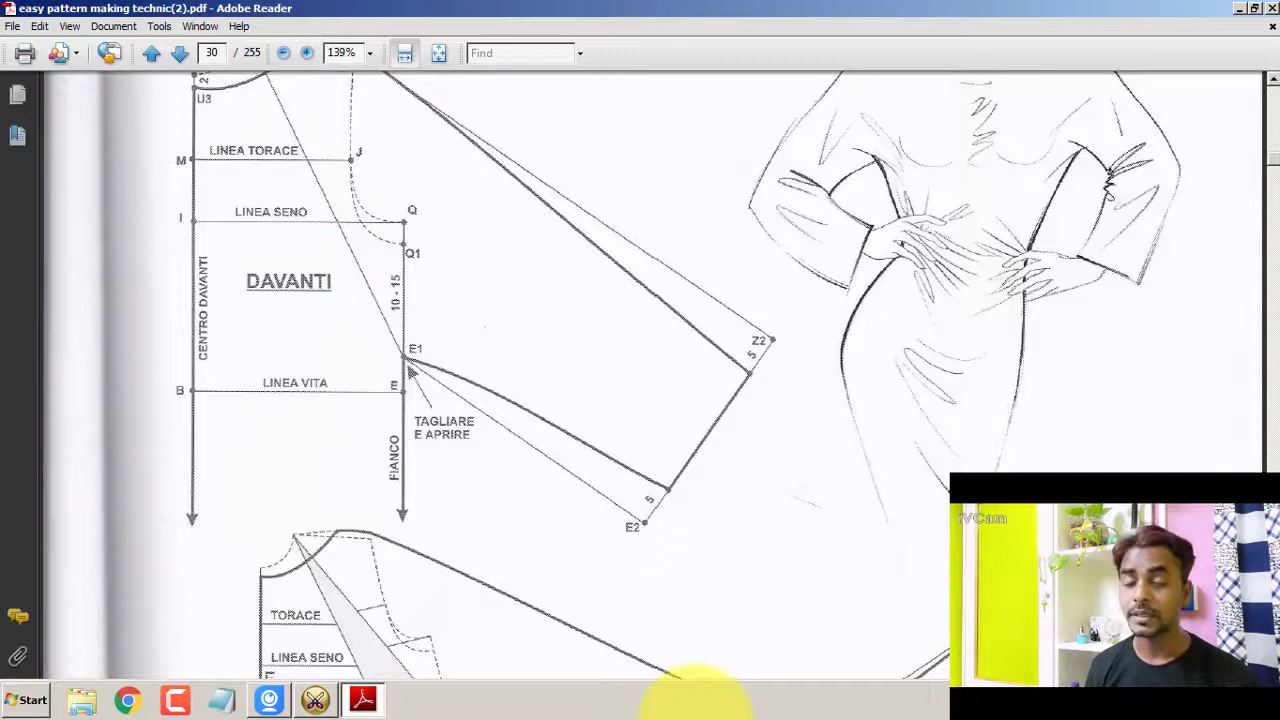 easy pattern making technic(2).pdf - Adobe Reader
File Edit View Document Tools Window Help
30 / 255 139% Find
2
U3
M LINEA TORACE J
I LINEA SENO Q
Q1
DAVANTI
CENTRO DAVANTI
10 - 15
E1
Z2
5
B LINEA VITA E
TAGLIARE
E APRIRE
FIANCO
5
E2
TORACE
LINEA SENO
iVCam
Start